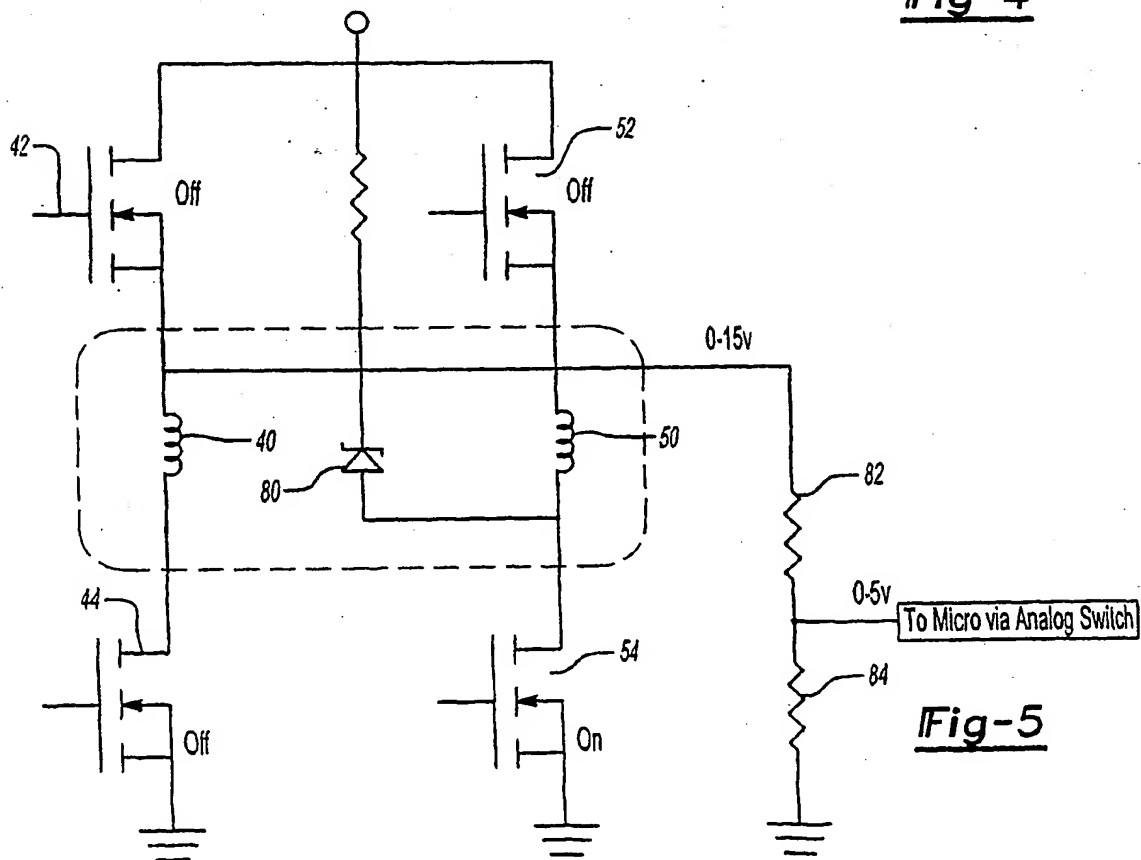 Fig-4
52
42
Off
Off
0-15v
40
50
80
82
0-5v
To Micro via Analog Switch
44
54
84
Off
On
Fig-5